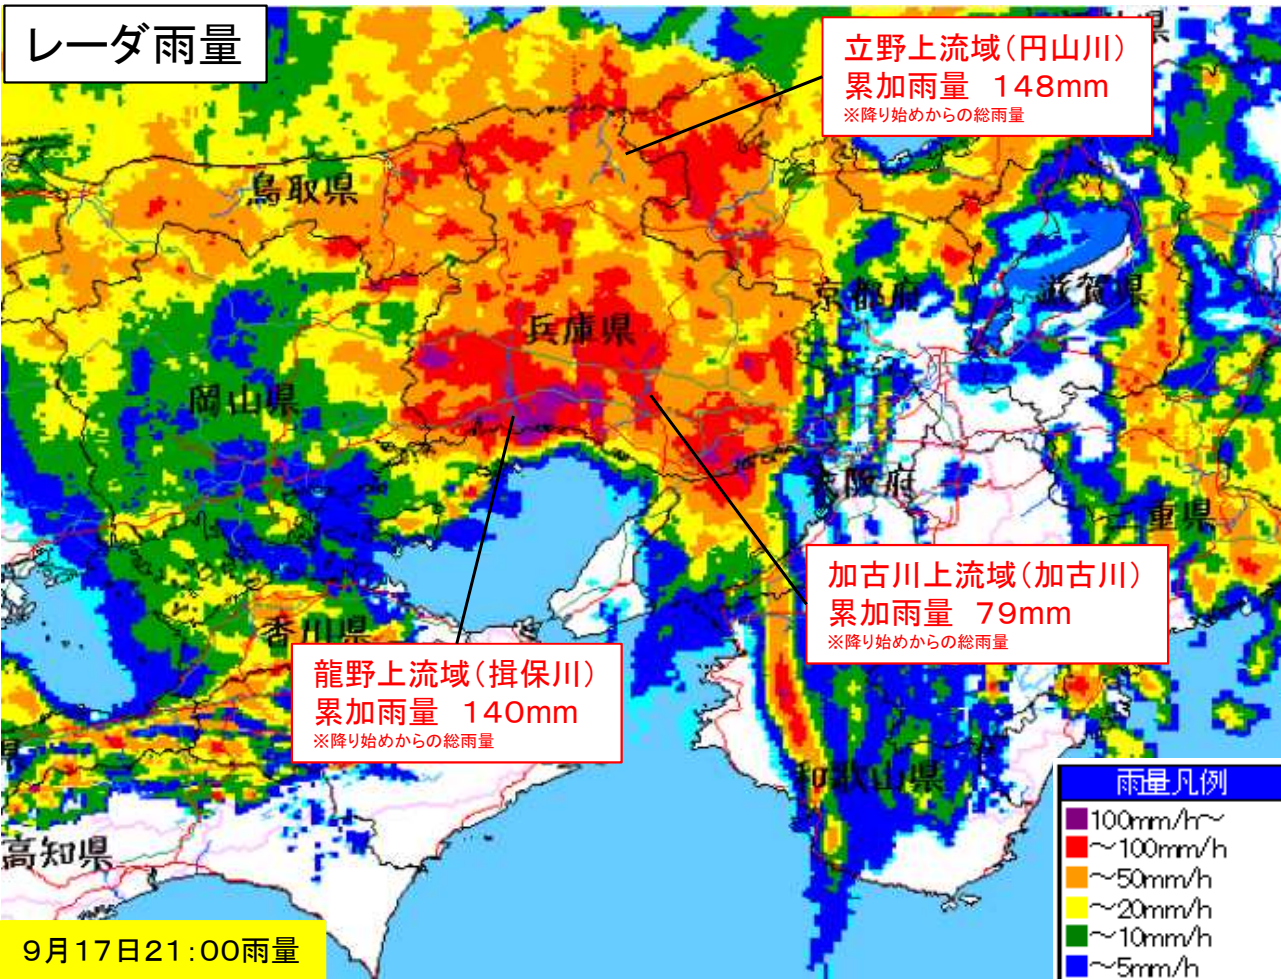 レーダ雨量
立野上流域(円山川)
累加雨量 148mm
※降り始めからの総雨量
県
鳥取県
京都府
滋賀県
兵庫県
岡山県
大阪府
三重県
加古川上流域(加古川)
累加雨量 79mm
※降り始めからの総雨量
香川県
龍野上流域(揖保川)
累加雨量 140mm
※降り始めからの総雨量
県
和歌山県
高知県
雨量凡例
100mm/h～
～100mm/h
～50mm/h
～20mm/h
～10mm/h
～5mm/h
9月17日21:00雨量